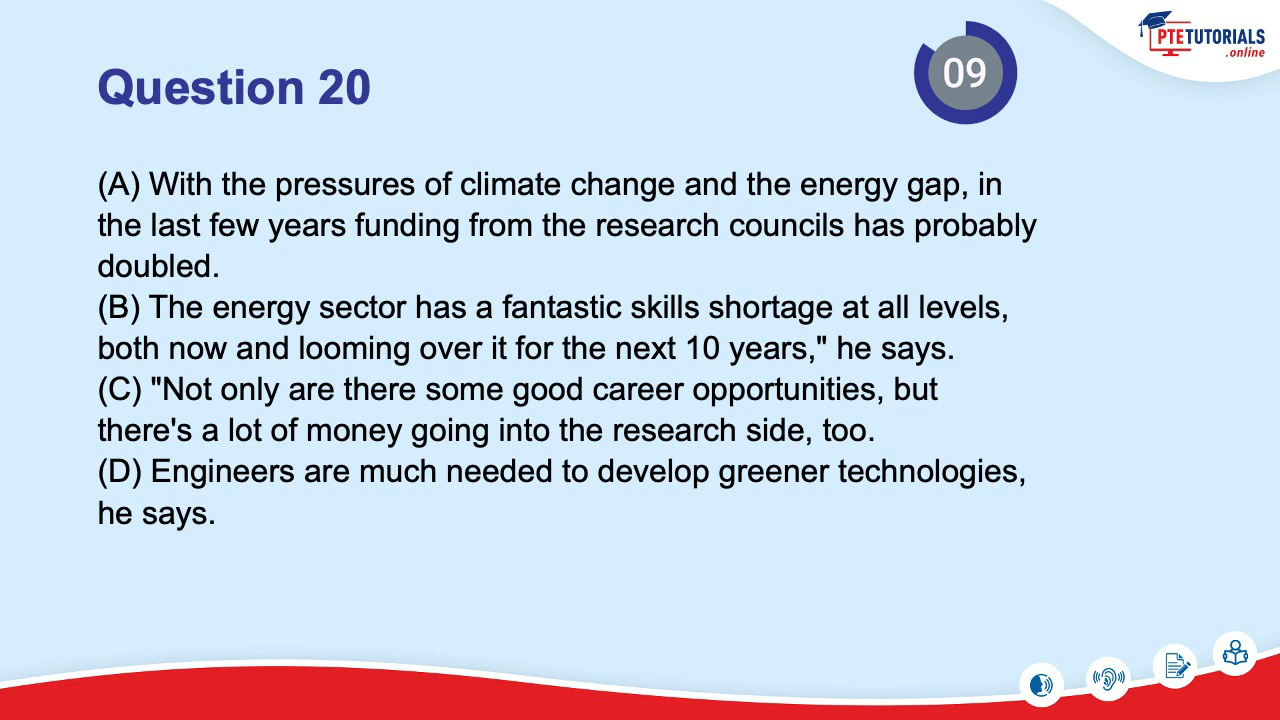 PTETUTORIALS
.online
09
Question 20
(A) With the pressures of climate change and the energy gap, in
the last few years funding from the research councils has probably
doubled.
(B) The energy sector has a fantastic skills shortage at all levels,
both now and looming over it for the next 10 years," he says.
(C) "Not only are there some good career opportunities, but
there's a lot of money going into the research side, too.
(D) Engineers are much needed to develop greener technologies,
he says.